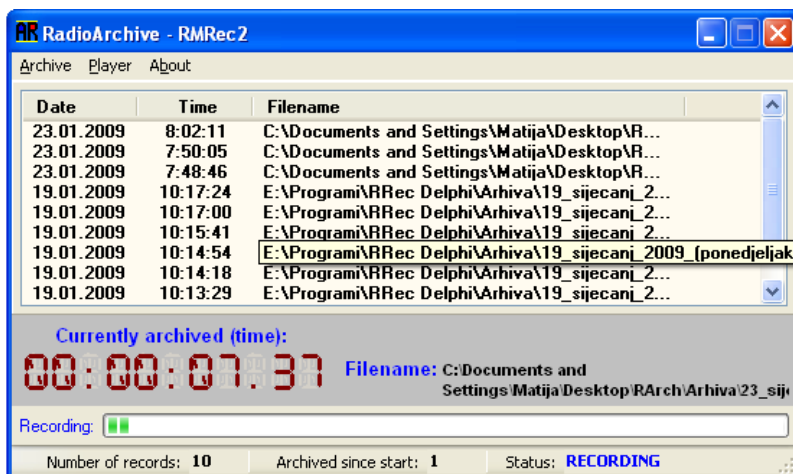 AR RadioArchive - RMRec2
Archive Player About
Date Time Filename
23.01.2009 8:02:11 C:\Documents and Settings\Matija\Desktop\R...
23.01.2009 7:50:05 C:\Documents and Settings\Matija\Desktop\R...
23.01.2009 7:48:46 C:\Documents and Settings\Matija\Desktop\R...
19.01.2009 10:17:24 E:\Programi\RRec Delphi\Arhiva\19_sijecanj_2...
19.01.2009 10:17:00 E:\Programi\RRec Delphi\Arhiva\19_sijecanj_2...
19.01.2009 10:15:41 E:\Programi\RRec Delphi\Arhiva\19_sijecanj_2...
19.01.2009 10:14:54 E:\Programi\RRec Delphi\Arhiva\19_sijecanj_2009_(ponedjeljak
19.01.2009 10:14:18 E:\Programi\RRec Delphi\Arhiva\19_sijecanj_2...
19.01.2009 10:13:29 E:\Programi\RRec Delphi\Arhiva\19_sijecanj_2...
Currently archived (time):
00:00:07.37
Filename: C:\Documents and
Settings\Matija\Desktop\RArch\Arhiva\23_sij
Recording:
Number of records: 10 Archived since start: 1 Status: RECORDING